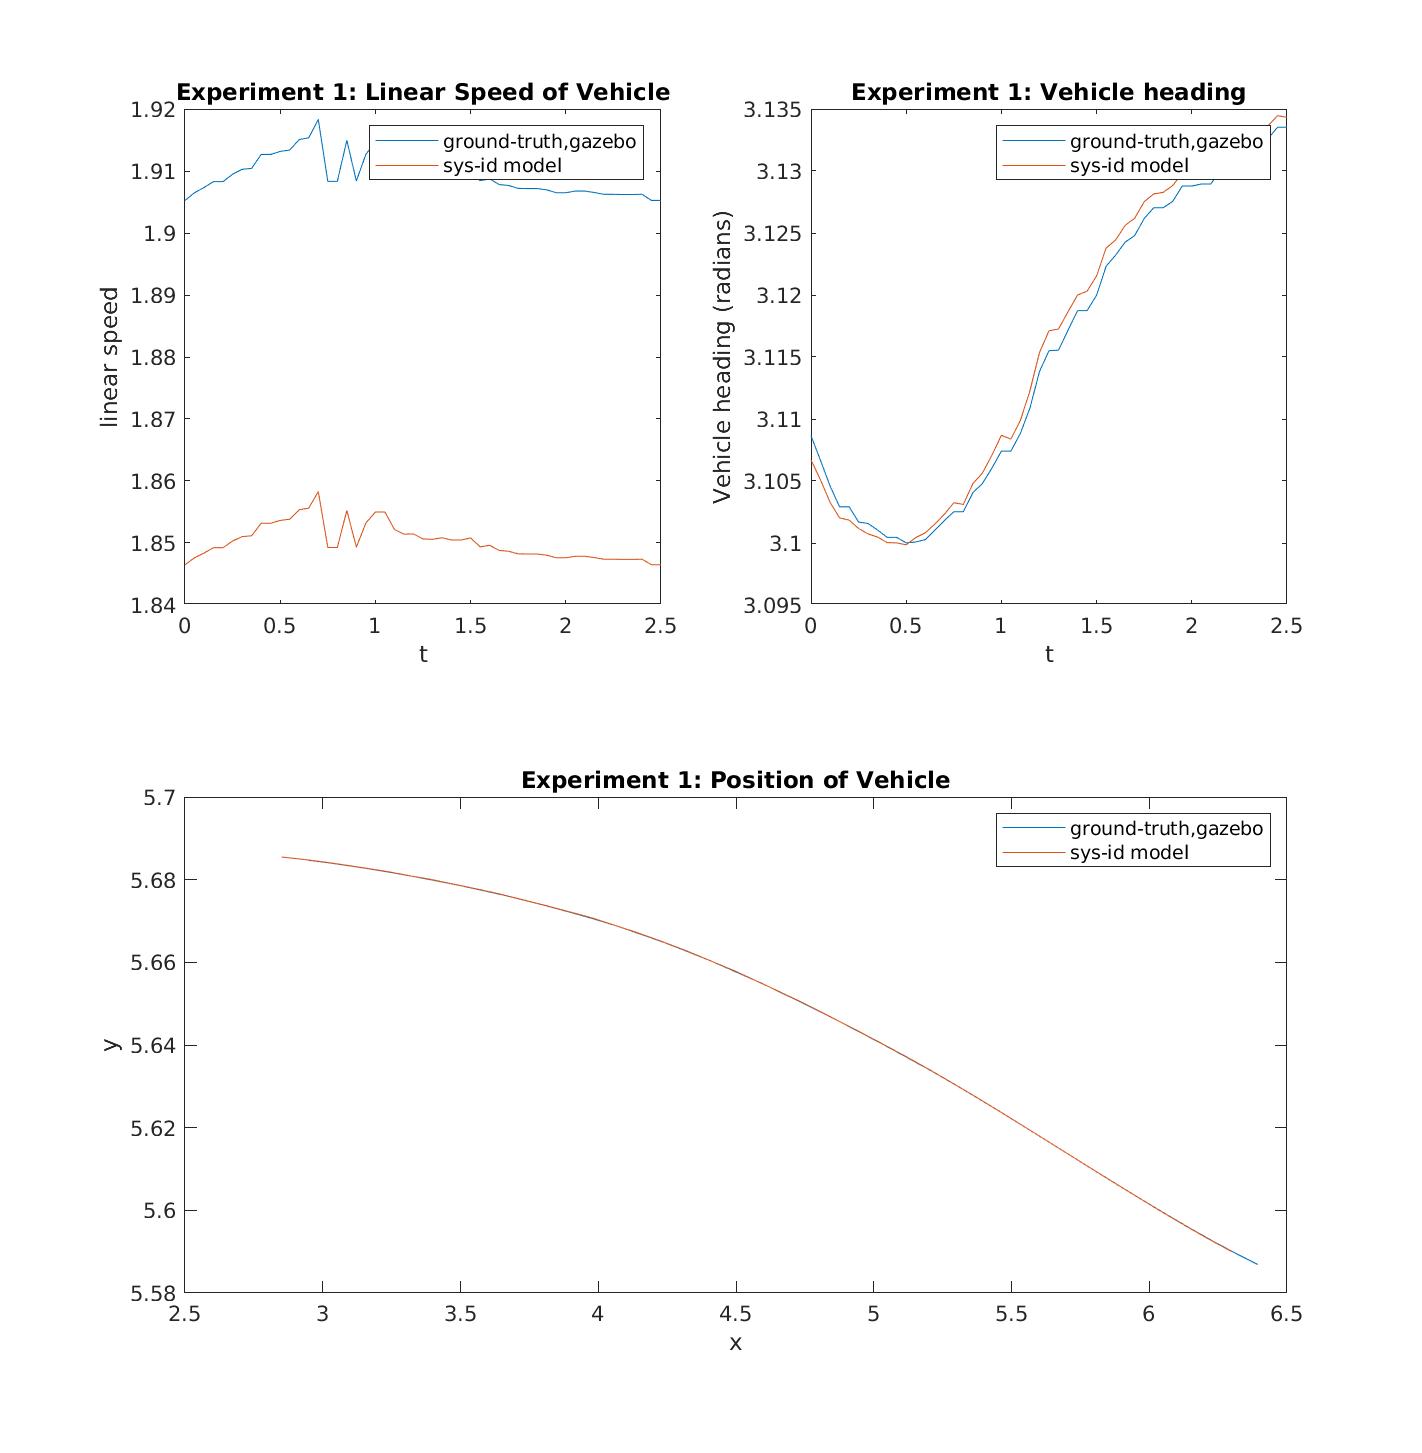 Experiment 1: Linear Speed of Vehicle
1.92
1.91
1.9
1.89
1.88
1.87
1.86
1.85
1.84
linear speed
ground-truth,gazebo
sys-id model
0 0.5 1 1.5 2 2.5
t
Experiment 1: Vehicle heading
3.135
3.13
3.125
3.12
3.115
3.11
3.105
3.1
3.095
Vehicle heading (radians)
ground-truth,gazebo
sys-id model
0 0.5 1 1.5 2 2.5
t
Experiment 1: Position of Vehicle
5.7
5.68
5.66
5.64
5.62
5.6
5.58
y
ground-truth,gazebo
sys-id model
2.5 3 3.5 4 4.5 5 5.5 6 6.5
x